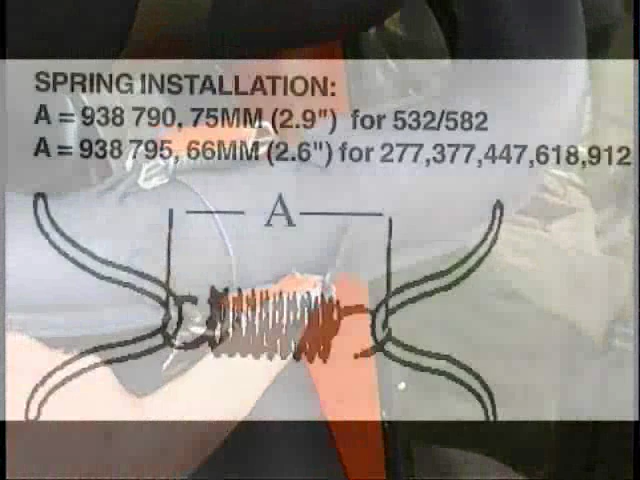 SPRING INSTALLATION:
A = 938 790, 75MM (2.9") for 532/582
A = 938 795, 66MM (2.6") for 277,377,447,618,912
A